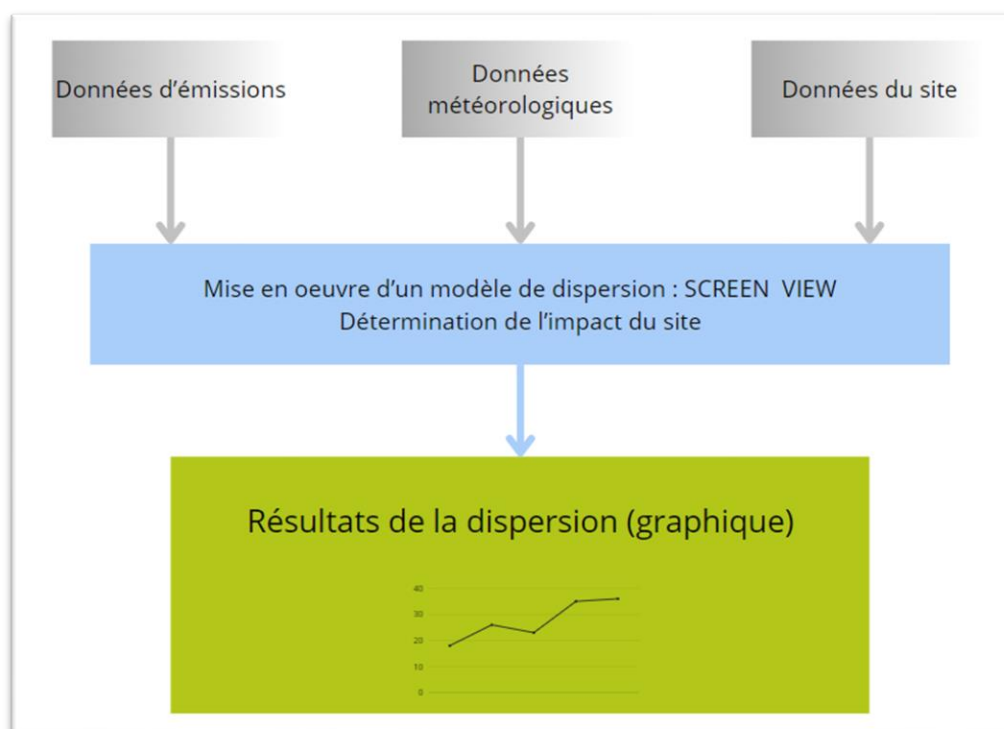 Données d'émissions
Données
météorologiques
Données du site
Mise en oeuvre d'un modèle de dispersion : SCREEN VIEW
Détermination de l'impact du site
Résultats de la dispersion (graphique)
40
30
20
10
0